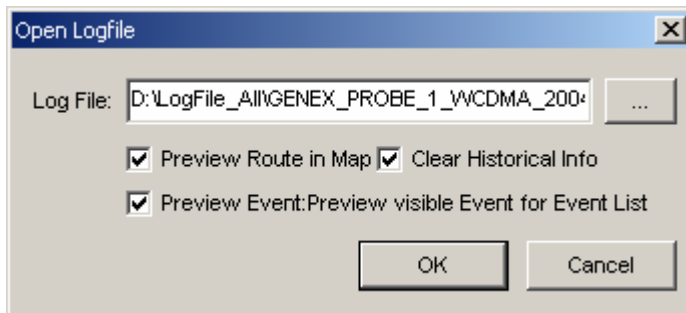 Open Logfile
Log File: D:\LogFile_All\GENEX_PROBE_1_WCDMA_2004 ...
Preview Route in Map Clear Historical Info
Preview Event:Preview visible Event for Event List
OK Cancel